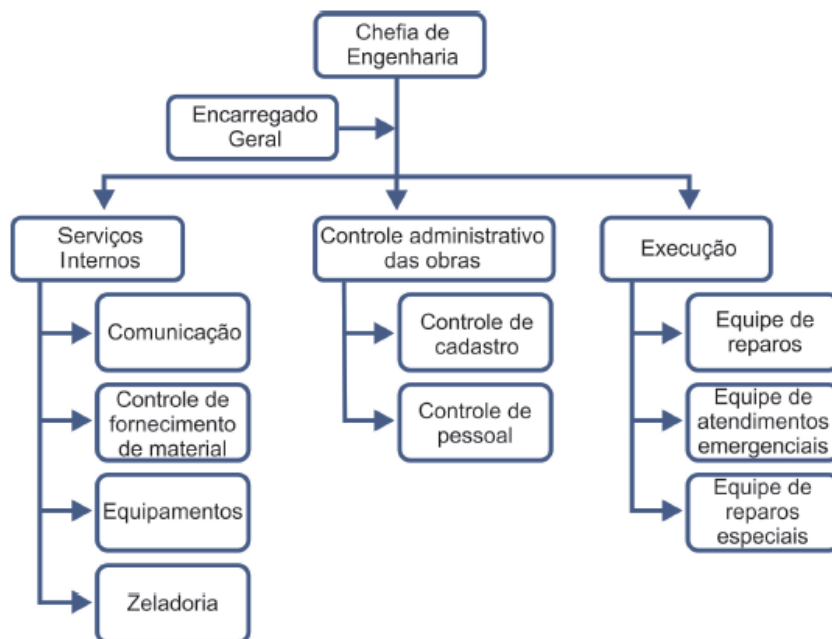 Chefia de
Engenharia
Encarregado
Geral
Serviços
Internos
Controle administrativo
das obras
Execução
Comunicação
Controle de
fornecimento
de material
Equipamentos
Zeladoria
Controle de
cadastro
Controle de
pessoal
Equipe de
reparos
Equipe de
atendimentos
emergenciais
Equipe de
reparos
especiais